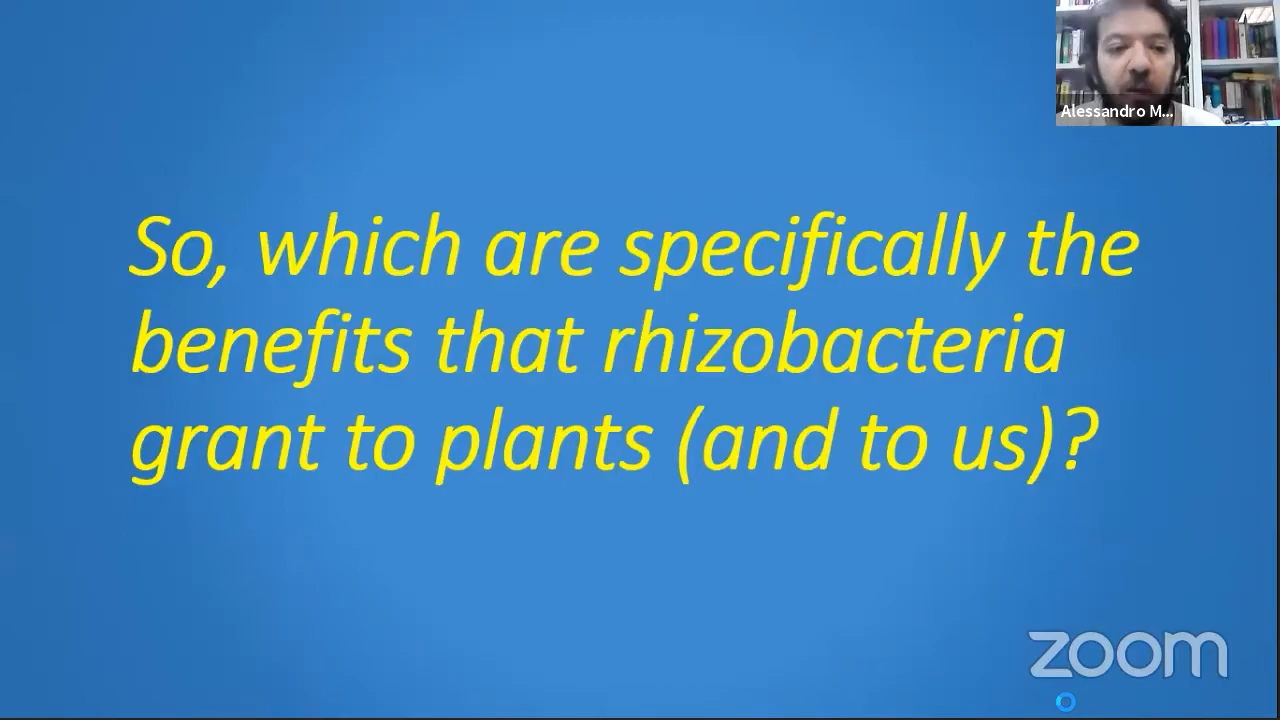 Alessandro M...
So, which are specifically the
benefits that rhizobacteria
grant to plants (and to us)?
zoom